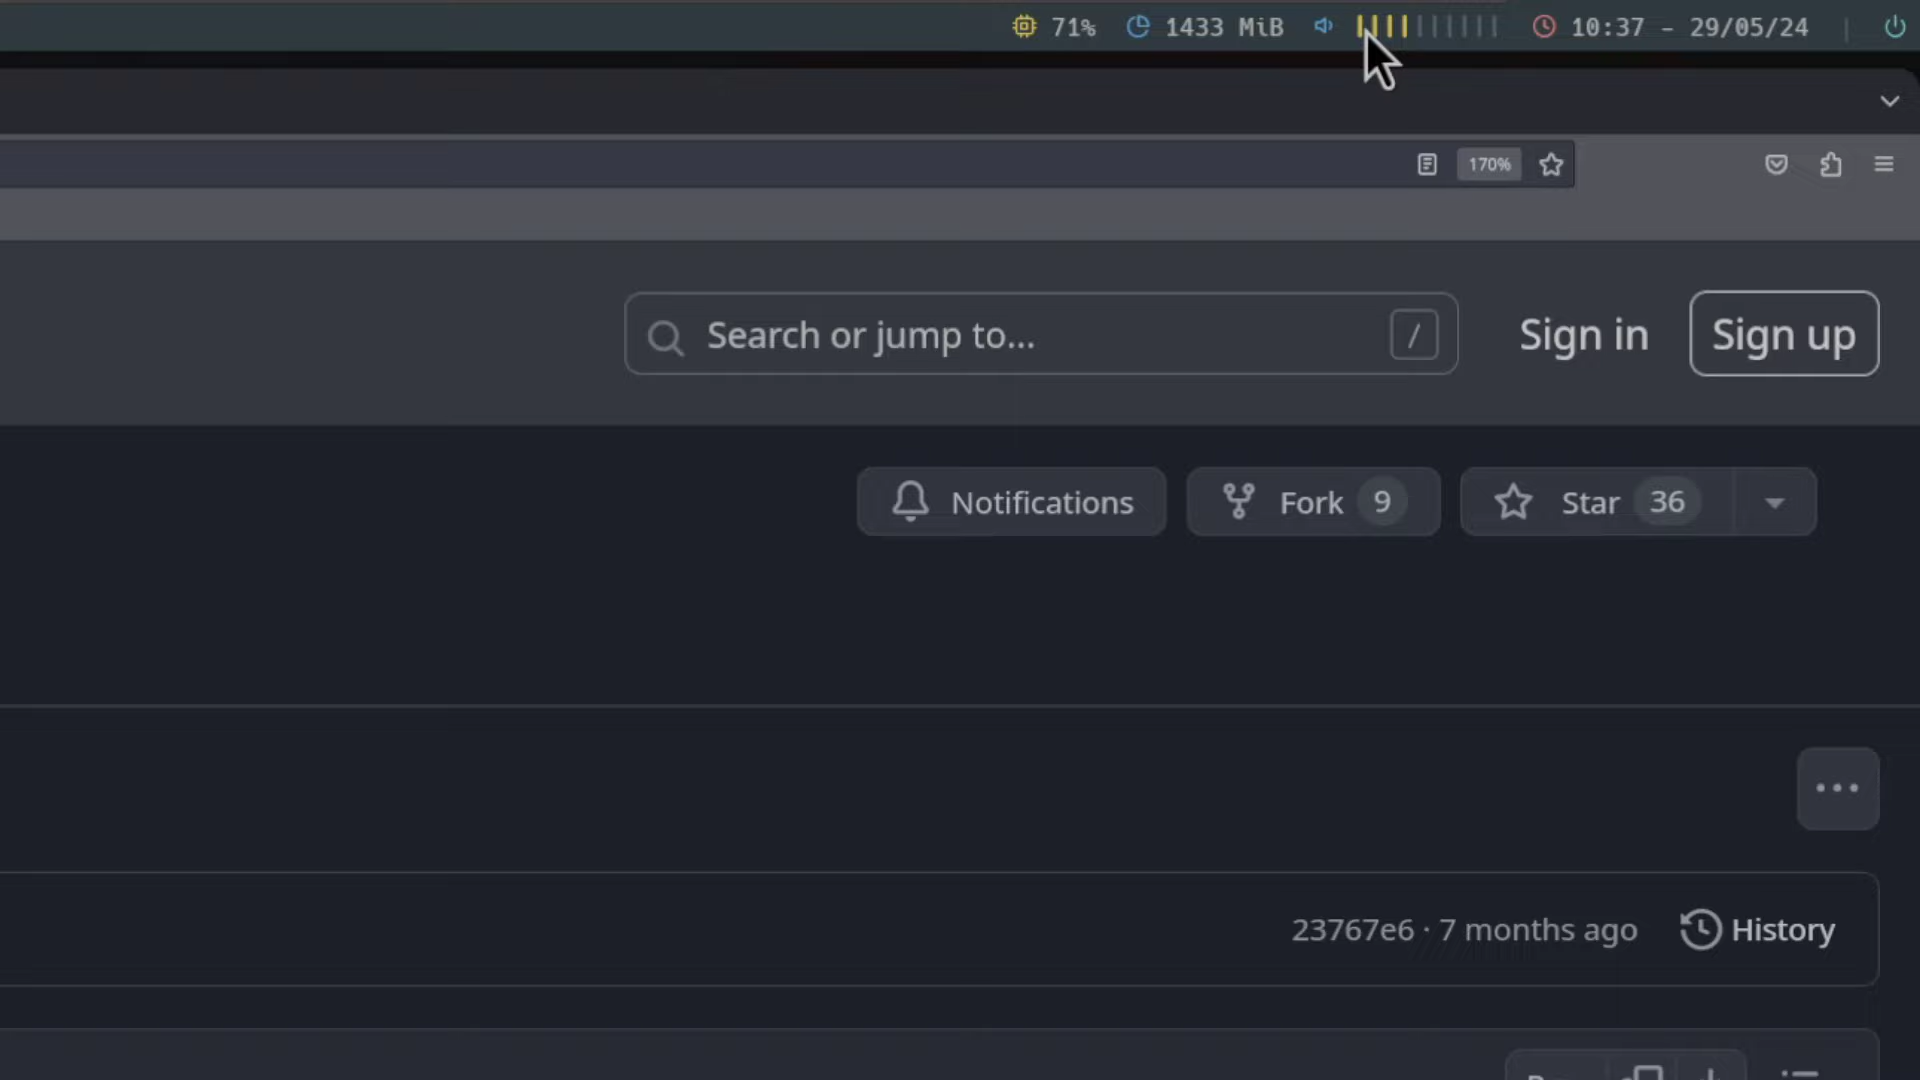 71% 1433 MiB 10:37 - 29/05/24
170%
Search or jump to... /
Sign in
Sign up
Notifications
Fork 9
Star 36
23767e6 · 7 months ago
History